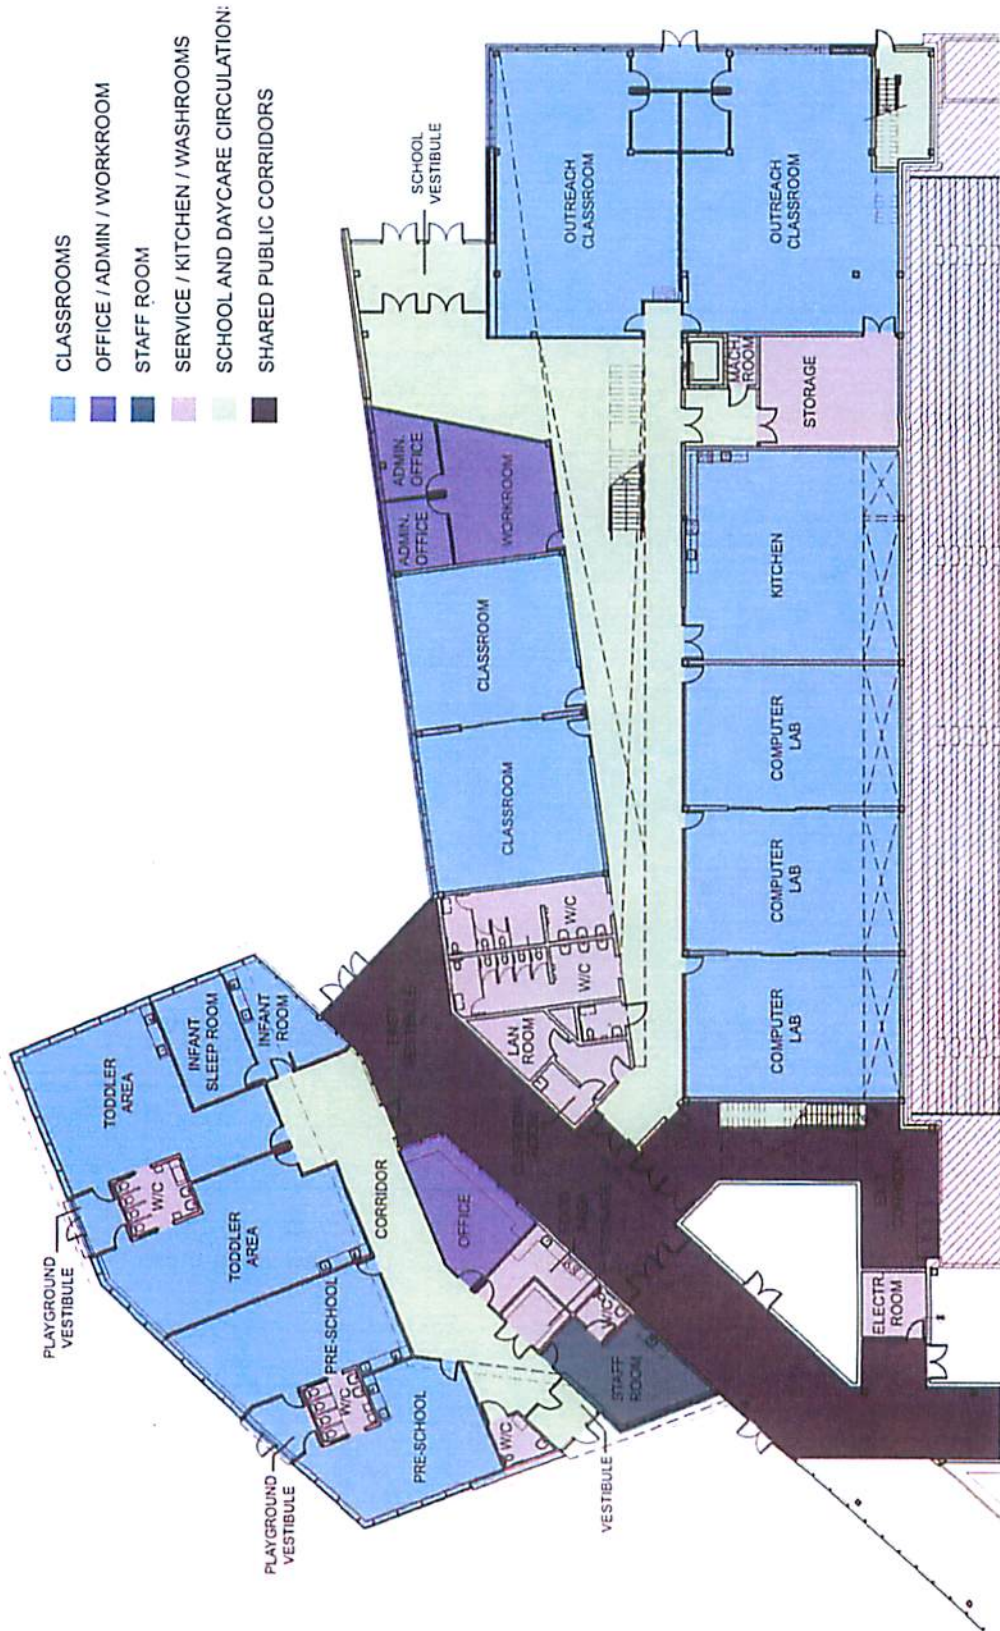 CLASSROOMS
OFFICE / ADMIN / WORKROOM
STAFF ROOM
SERVICE / KITCHEN / WASHROOMS
SCHOOL AND DAYCARE CIRCULATION
SHARED PUBLIC CORRIDORS
PLAYGROUND
VESTIBULE
TODDLER
AREA
INFANT
SLEEP ROOM
INFANT
ROOM
W/C
TODDLER
AREA
CORRIDOR
PRE-SCHOOL
W/C
PRE-SCHOOL
PLAYGROUND
VESTIBULE
W/C
VESTIBULE
OFFICE
W/C
STAFF
ROOM
SCHOOL
VESTIBULE
ADMIN.
OFFICE
ADMIN.
OFFICE
WORKROOM
CLASSROOM
CLASSROOM
W/C
W/C
LAN
ROOM
OUTREACH
CLASSROOM
OUTREACH
CLASSROOM
MACH.
ROOM
STORAGE
KITCHEN
COMPUTER
LAB
COMPUTER
LAB
COMPUTER
LAB
ELECTR.
ROOM